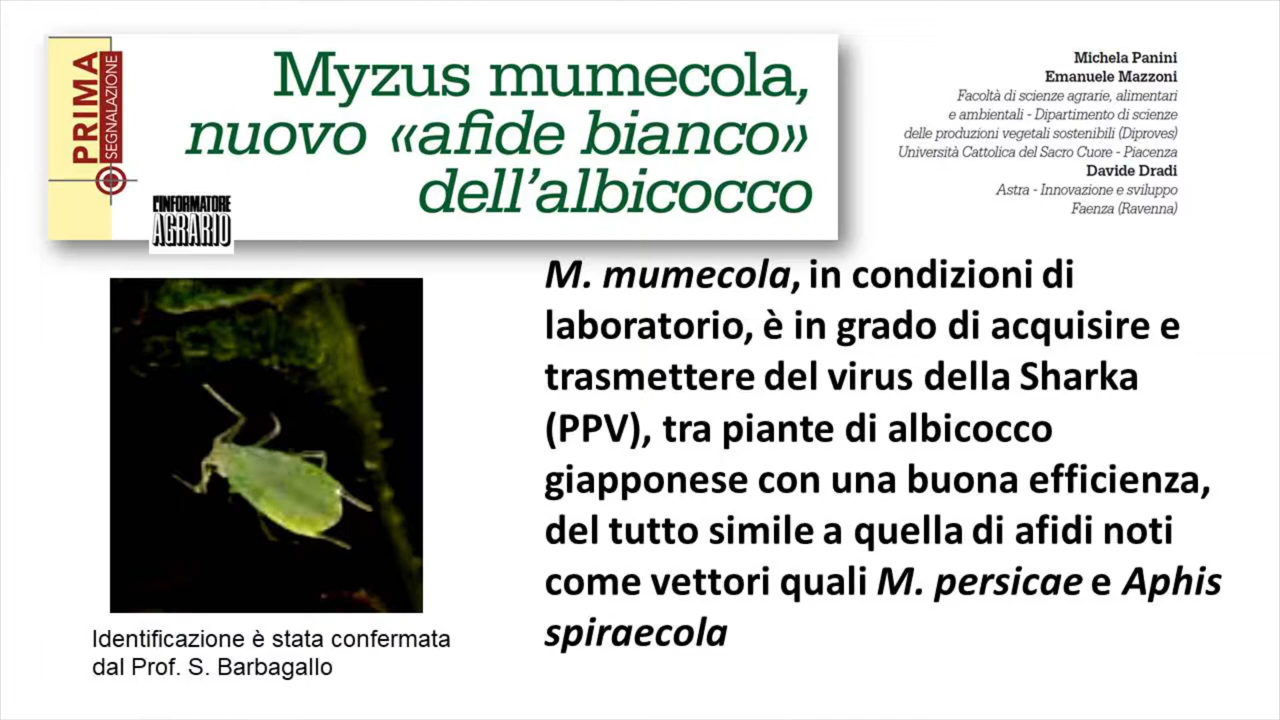 PRIMA
SEGNALAZIONE
Myzus mumecola,
nuovo «afide bianco»
dell'albicocco
L'INFORMATORE
AGRARIO
Michela Panini
Emanuele Mazzoni
Facoltà di scienze agrarie, alimentari
e ambientali - Dipartimento di scienze
delle produzioni vegetali sostenibili (Diproves)
Università Cattolica del Sacro Cuore - Piacenza
Davide Dradi
Astra - Innovazione e sviluppo
Faenza (Ravenna)
M. mumecola, in condizioni di
laboratorio, è in grado di acquisire e
trasmettere del virus della Sharka
(PPV), tra piante di albicocco
giapponese con una buona efficienza,
del tutto simile a quella di afidi noti
come vettori quali M. persicae e Aphis
spiraecola
Identificazione è stata confermata
dal Prof. S. Barbagallo